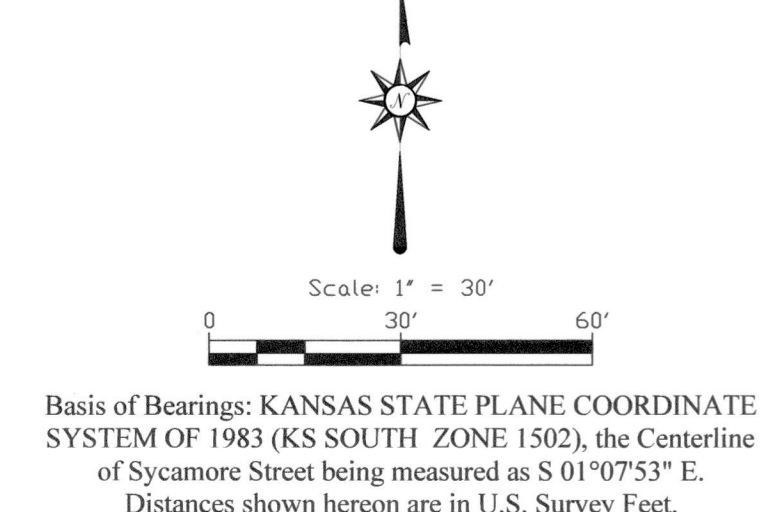 N
Scale: 1" = 30'
0 30' 60'
Basis of Bearings: KANSAS STATE PLANE COORDINATE
SYSTEM OF 1983 (KS SOUTH ZONE 1502), the Centerline
of Sycamore Street being measured as S 01°07'53" E.
Distances shown hereon are in U.S. Survey Feet.